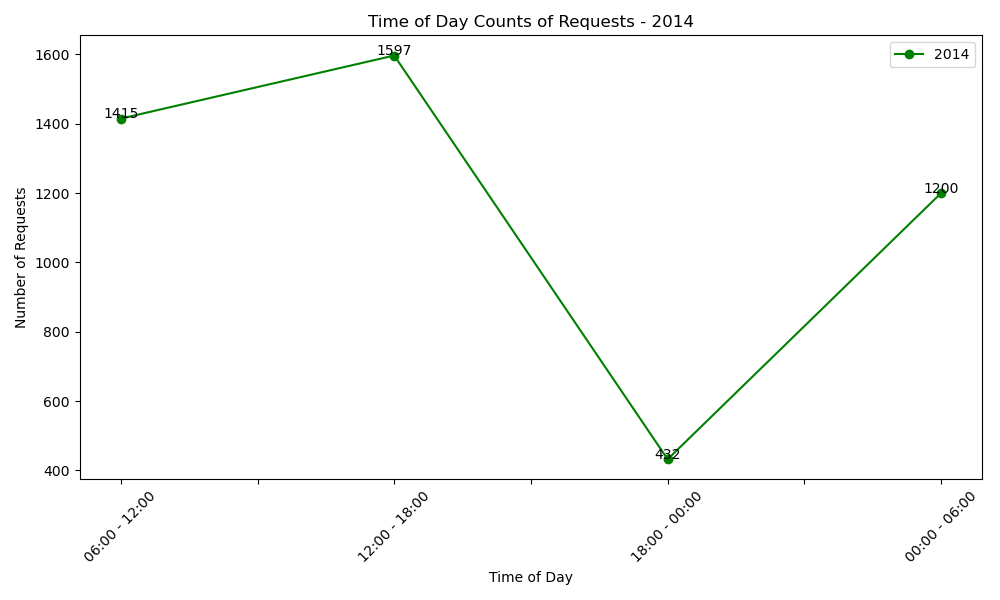 Time of Day Counts of Requests - 2014
2014
1597
1415
1200
432
1600
1400
1200
1000
800
600
400
Number of Requests
06:00 - 12:00
12:00 - 18:00
18:00 - 00:00
00:00 - 06:00
Time of Day